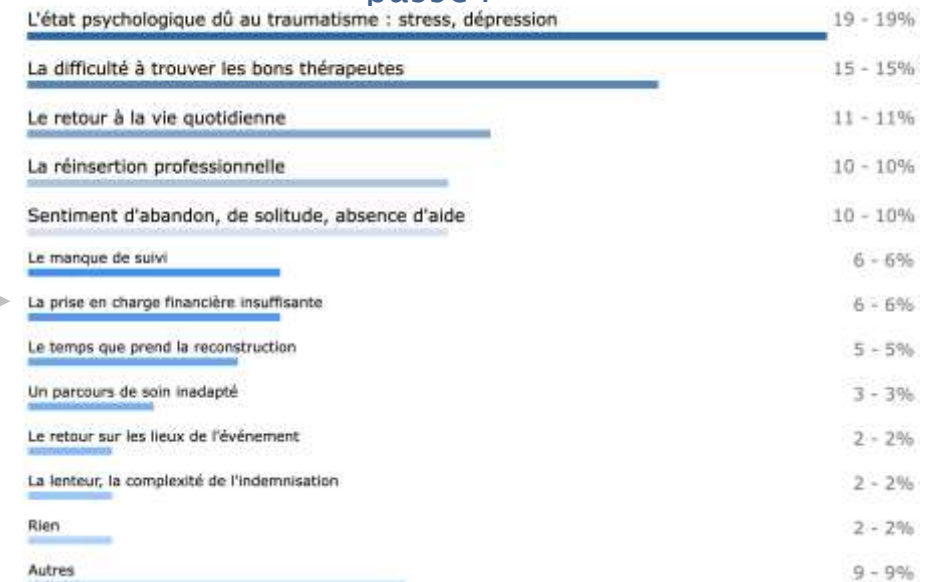 passé ?
L'état psychologique dû au traumatisme : stress, dépression 19 - 19%
La difficulté à trouver les bons thérapeutes 15 - 15%
Le retour à la vie quotidienne 11 - 11%
La réinsertion professionnelle 10 - 10%
Sentiment d'abandon, de solitude, absence d'aide 10 - 10%
Le manque de suivi 6 - 6%
La prise en charge financière insuffisante 6 - 6%
Le temps que prend la reconstruction 5 - 5%
Un parcours de soin inadapté 3 - 3%
Le retour sur les lieux de l'événement 2 - 2%
La lenteur, la complexité de l'indemnisation 2 - 2%
Rien 2 - 2%
Autres 9 - 9%